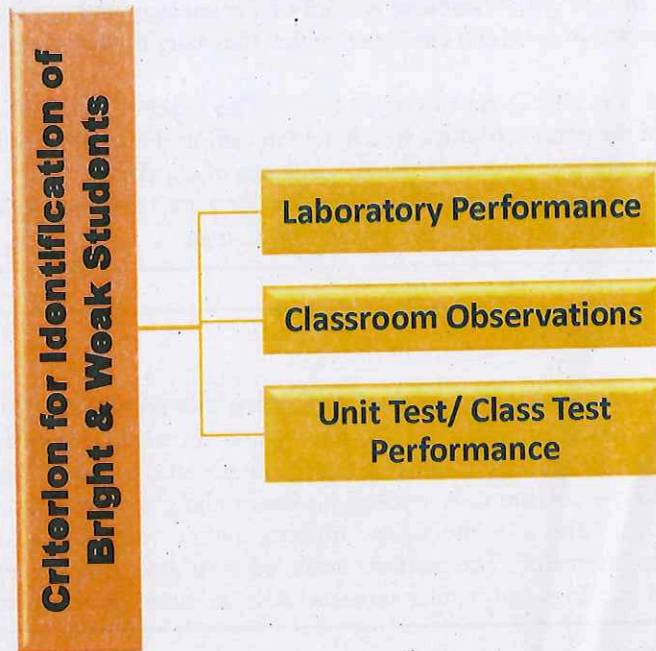 Criterion for Identification of
Bright & Weak Students
Laboratory Performance
Classroom Observations
Unit Test/ Class Test
Performance